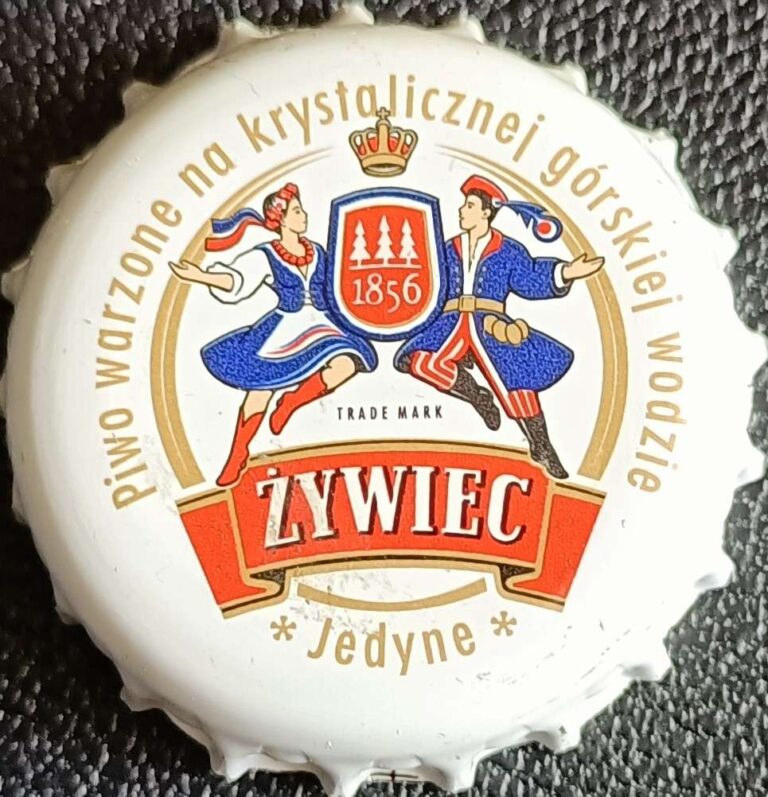 Piwo warzone na krystalicznej górskiej wodzie
1856
TRADE MARK
ŻYWIEC
* Jedyne *